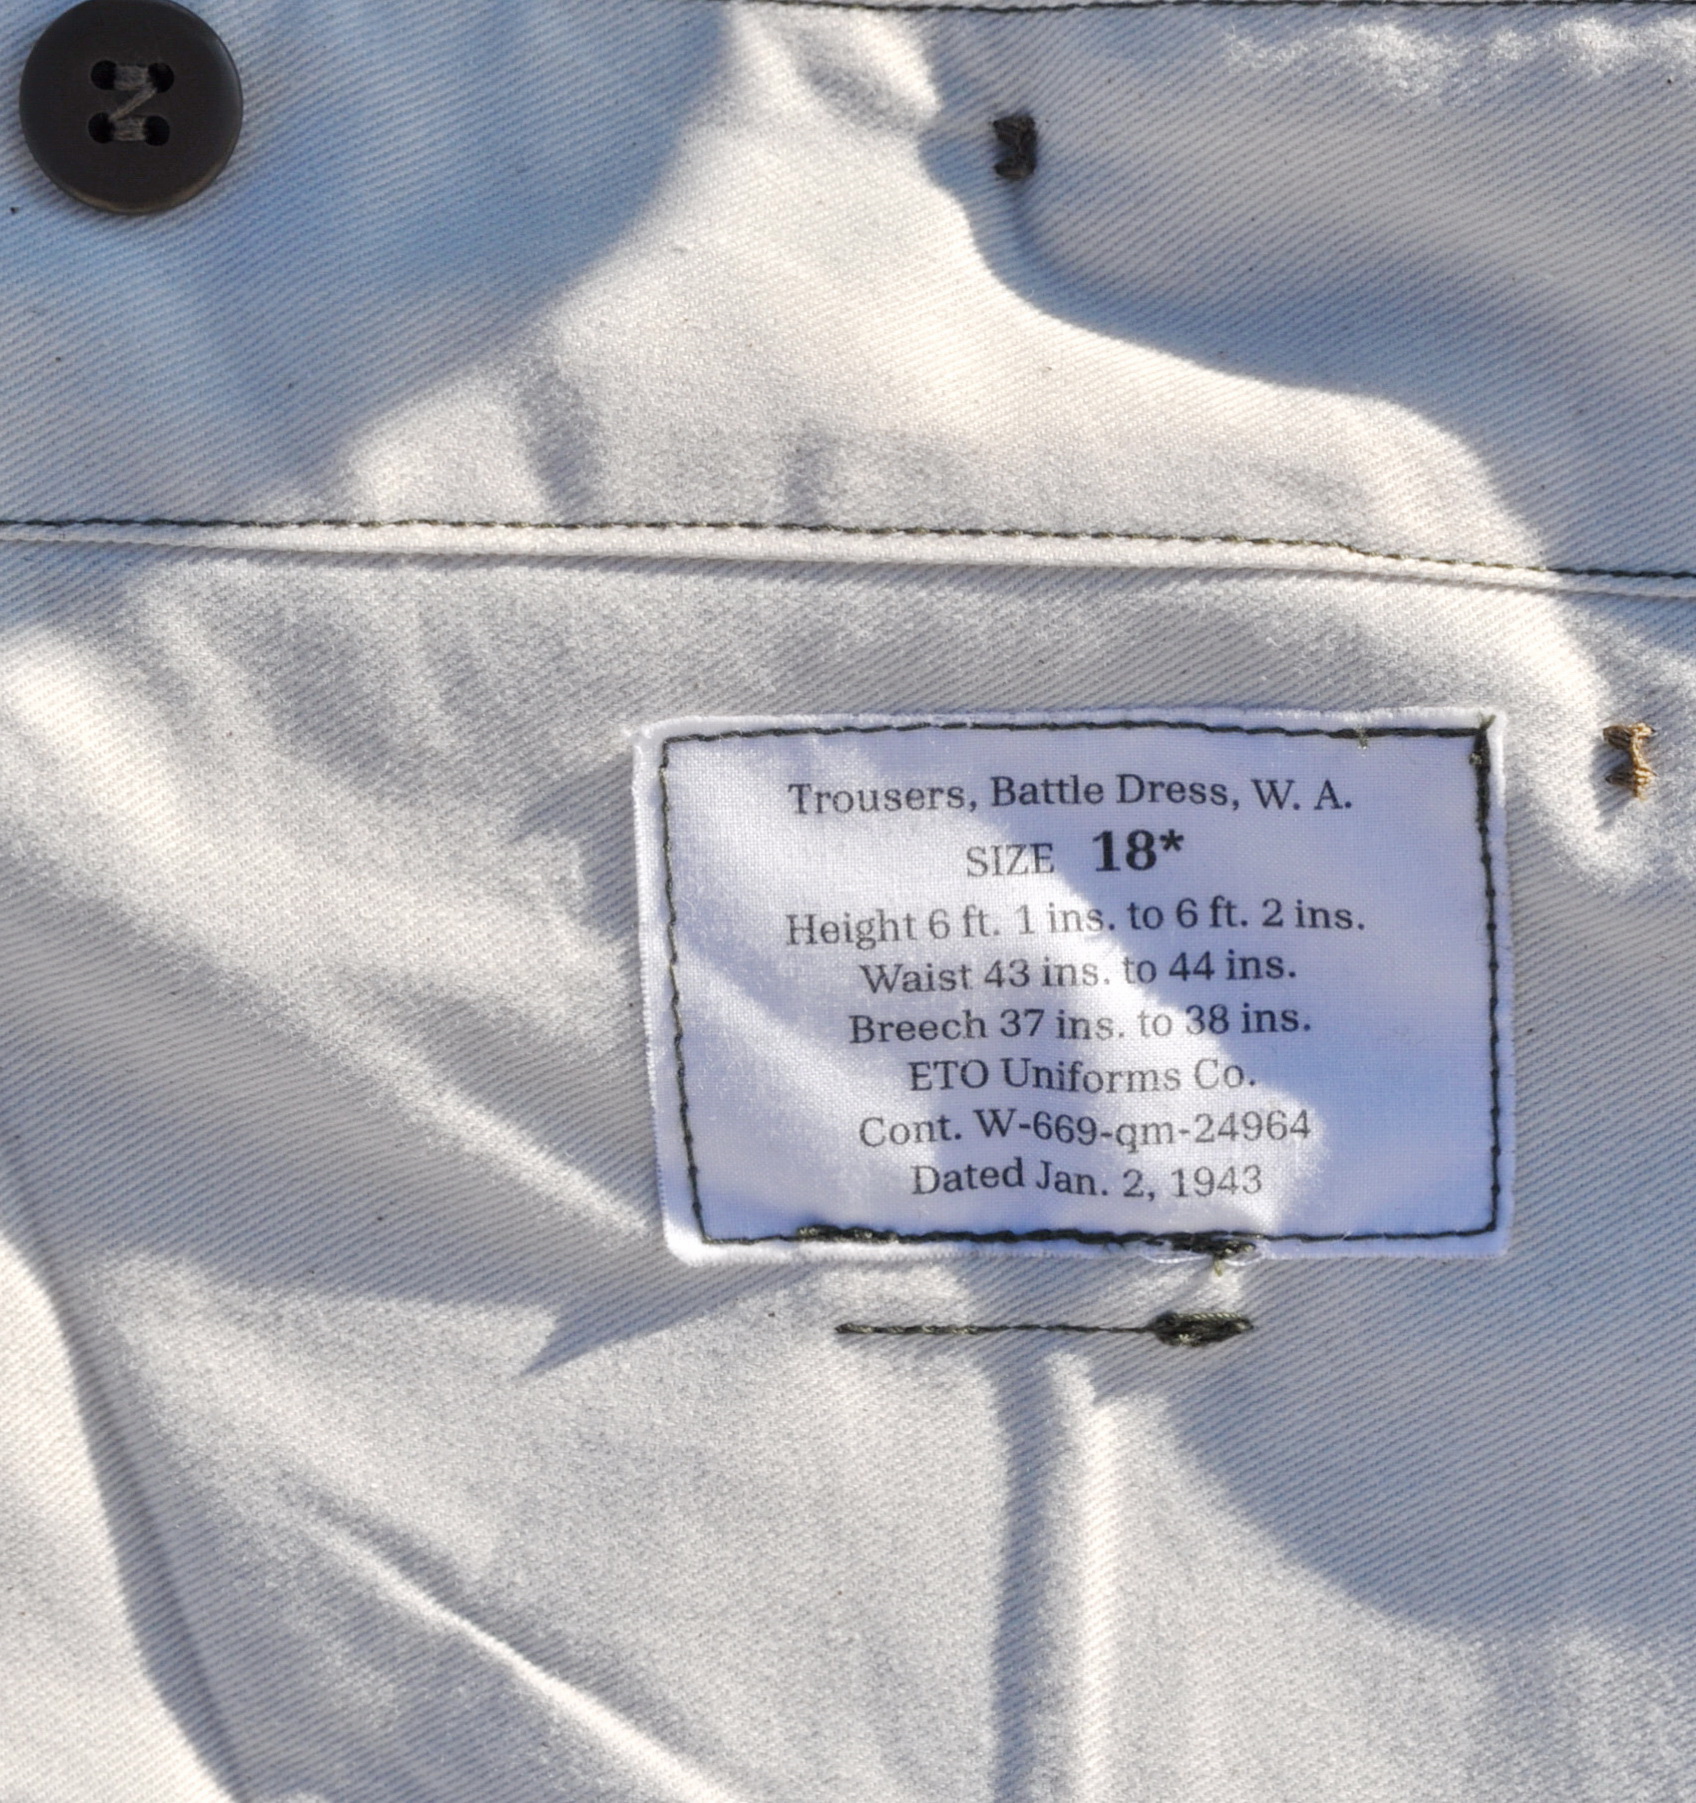 Trousers, Battle Dress, W. A.
SIZE 18*
Height 6 ft. 1 ins. to 6 ft. 2 ins.
Waist 43 ins. to 44 ins.
Breech 37 ins. to 38 ins.
ETO Uniforms Co.
Cont. W-669-qm-24964
Dated Jan. 2, 1943